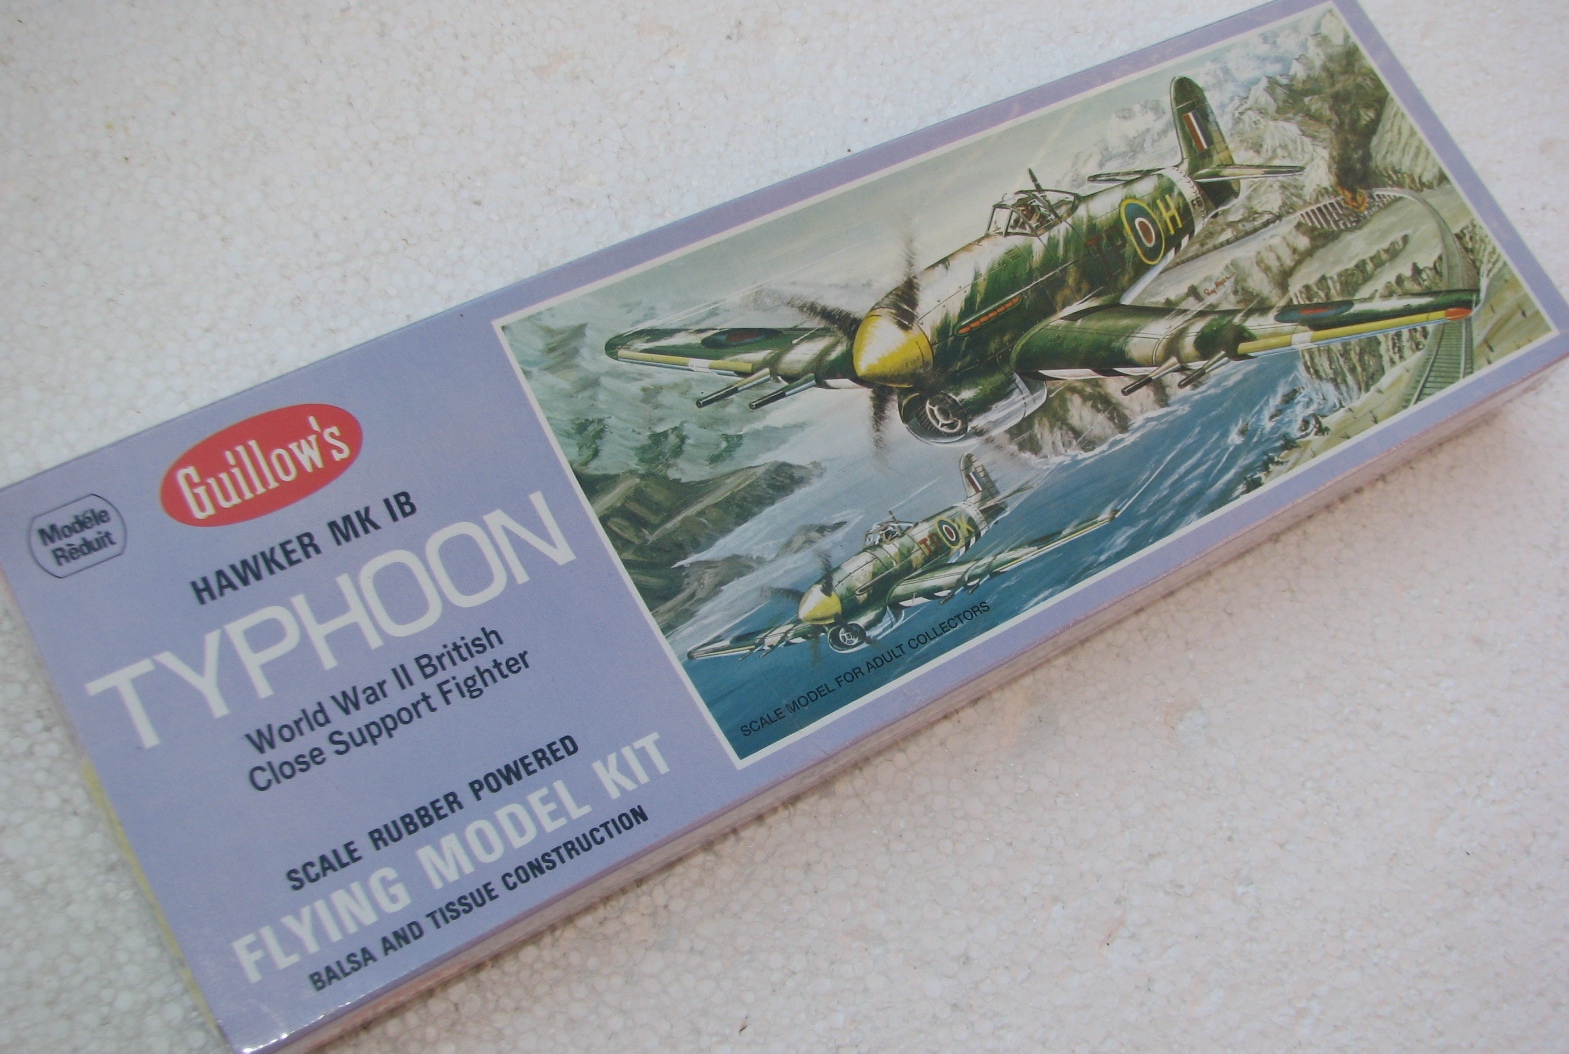 Guillow's
Modèle
Réduit
HAWKER MK IB
TYPHOON
World War II British
Close Support Fighter
SCALE RUBBER POWERED
FLYING MODEL KIT
BALSA AND TISSUE CONSTRUCTION
H
SCALE MODEL FOR ADULT COLLECTORS